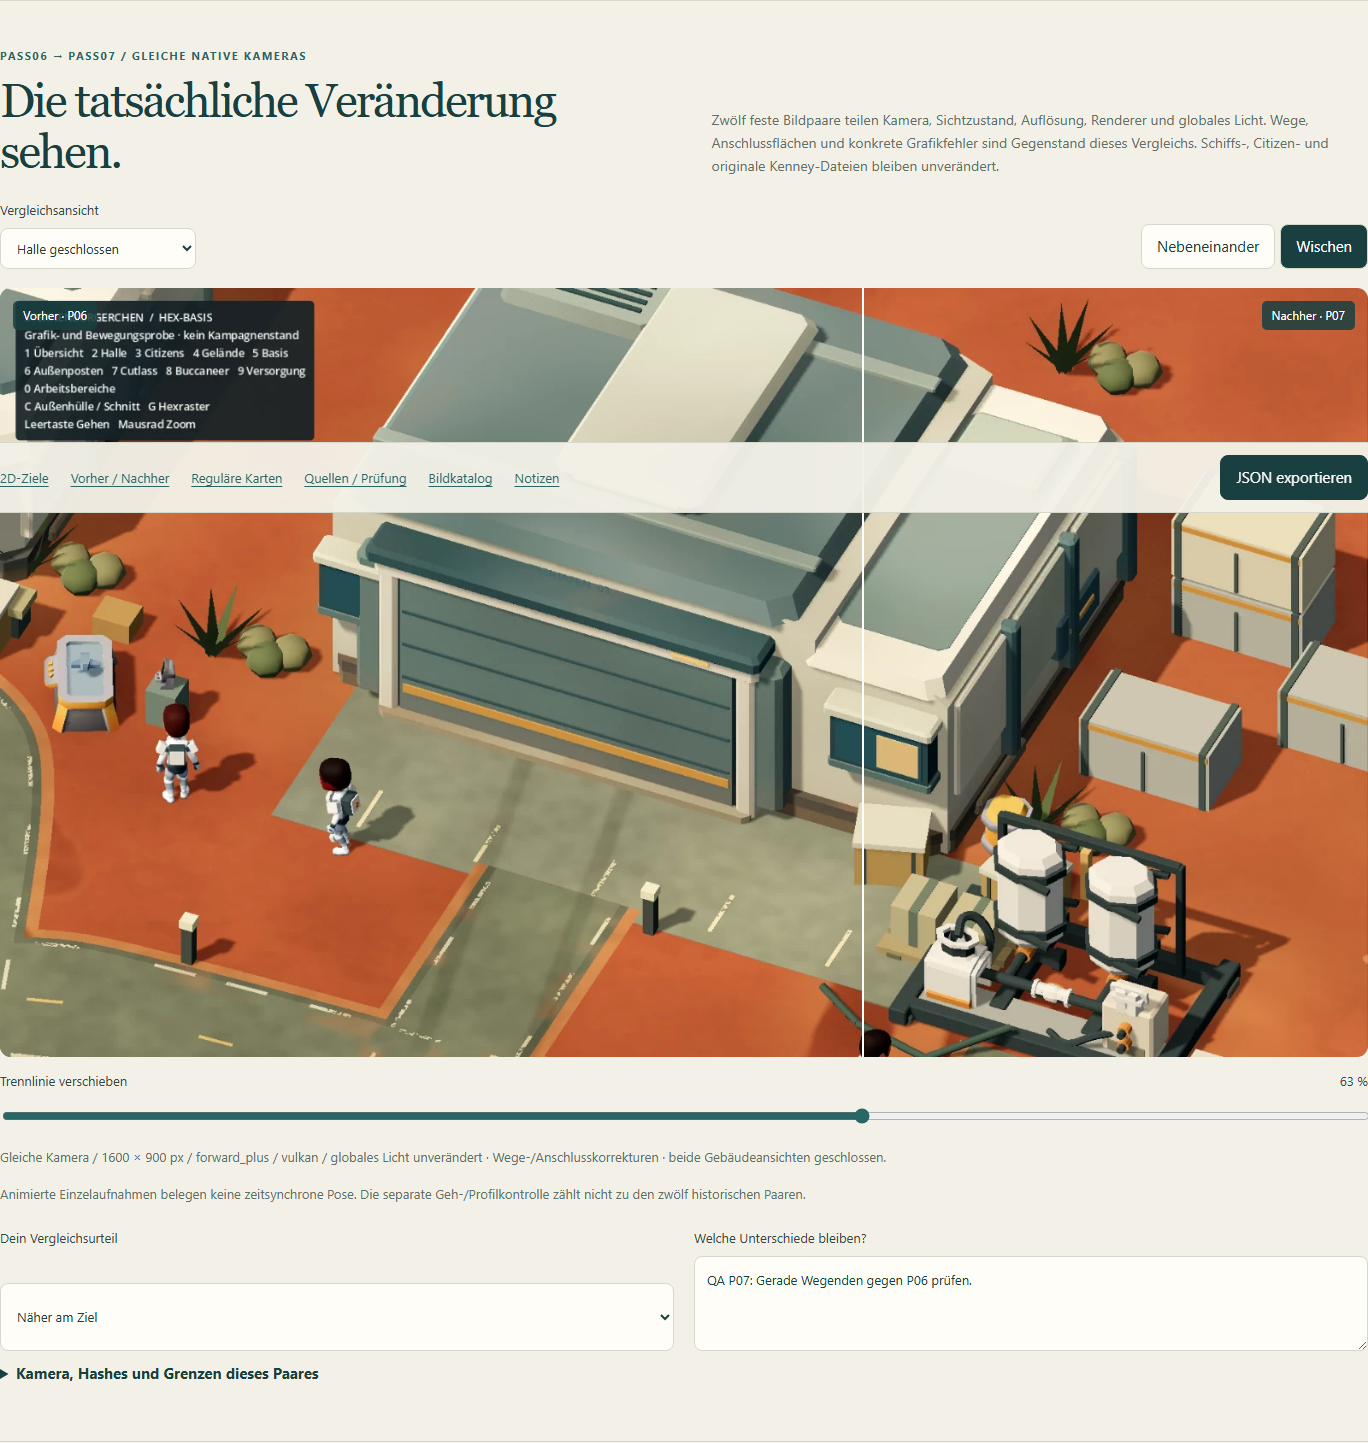 PASS06 → PASS07 / GLEICHE NATIVE KAMERAS
Die tatsächliche Veränderung
sehen.
Zwölf feste Bildpaare teilen Kamera, Sichtzustand, Auflösung, Renderer und globales Licht. Wege,
Anschlussflächen und konkrete Grafikfehler sind Gegenstand dieses Vergleichs. Schiffs-, Citizen- und
originale Kenney-Dateien bleiben unverändert.
Vergleichsansicht
Halle geschlossen
Nebeneinander
Wischen
Vorher · P06
/ HEX-BASIS
Nachher · P07
Grafik- und Bewegungsprobe · kein Kampagnenstand
1 Übersicht 2 Halle 3 Citizens 4 Gelände 5 Basis
6 Außenposten 7 Cutlass 8 Buccaneer 9 Versorgung
0 Arbeitsbereiche
C Außenhülle / Schnitt G Hexraster
Leertaste Gehen Mausrad Zoom
2D-Ziele Vorher / Nachher Reguläre Karten Quellen / Prüfung Bildkatalog Notizen
JSON exportieren
Trennlinie verschieben
63 %
Gleiche Kamera / 1600 × 900 px / forward_plus / vulkan / globales Licht unverändert · Wege-/Anschlusskorrekturen · beide Gebäudeansichten geschlossen.
Animierte Einzelaufnahmen belegen keine zeitsynchrone Pose. Die separate Geh-/Profilkontrolle zählt nicht zu den zwölf historischen Paaren.
Dein Vergleichsurteil
Näher am Ziel
Welche Unterschiede bleiben?
QA P07: Gerade Wegenden gegen P06 prüfen.
Kamera, Hashes und Grenzen dieses Paares